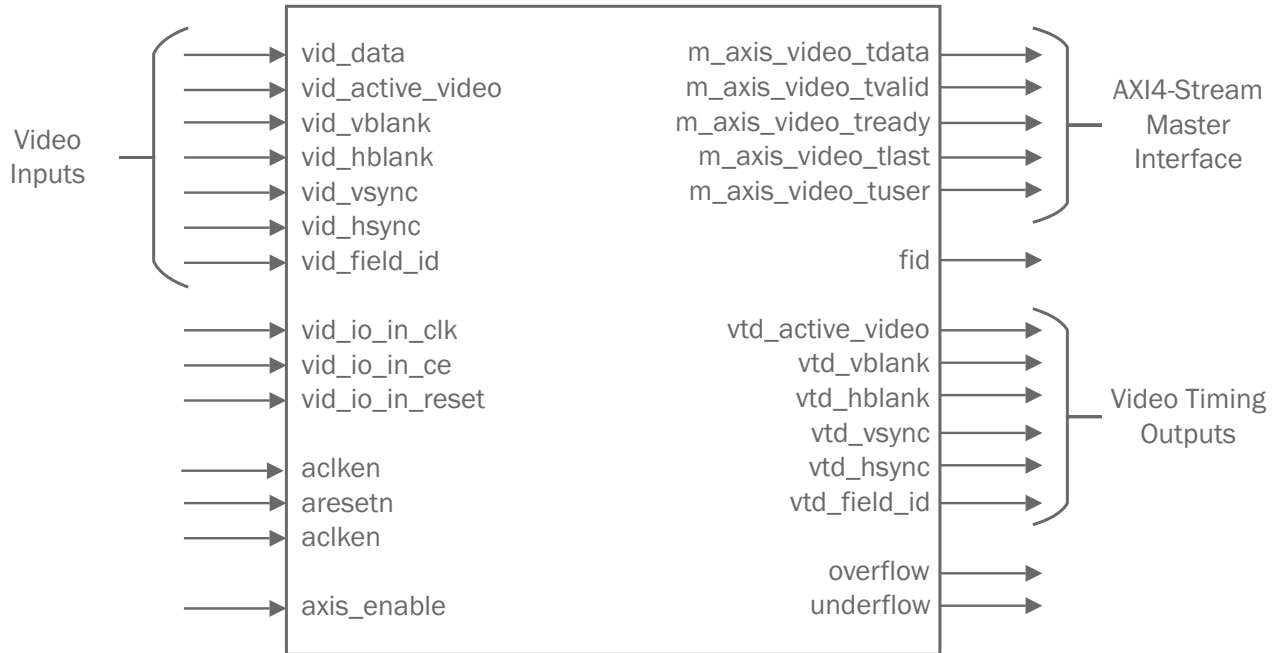 Video
Inputs
vid_data
vid_active_video
vid_vblank
vid_hblank
vid_vsync
vid_hsync
vid_field_id
vid_io_in_clk
vid_io_in_ce
vid_io_in_reset
aclken
aresetn
aclken
axis_enable
m_axis_video_tdata
m_axis_video_tvalid
m_axis_video_tready
m_axis_video_tlast
m_axis_video_tuser
fid
vtd_active_video
vtd_vblank
vtd_hblank
vtd_vsync
vtd_hsync
vtd_field_id
overflow
underflow
AXI4-Stream
Master
Interface
Video Timing
Outputs